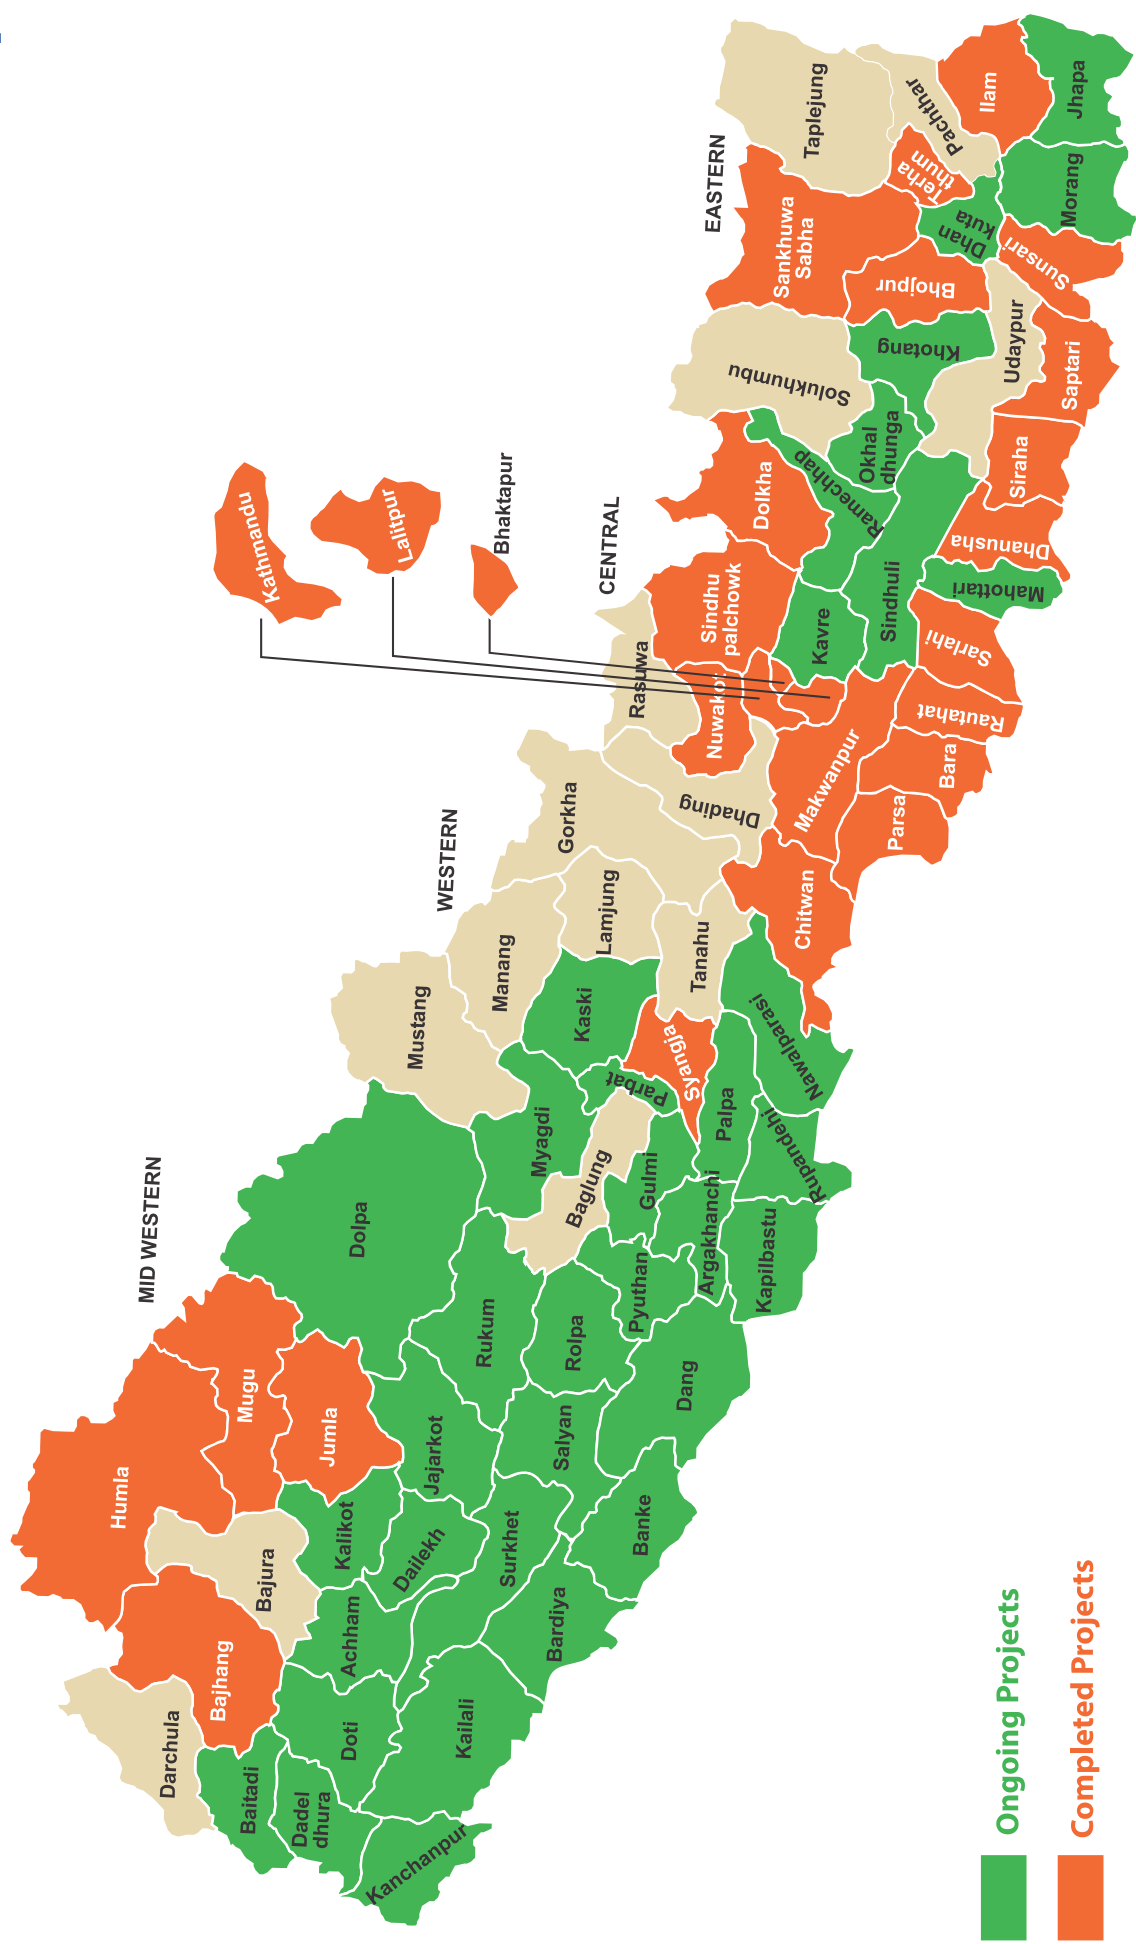 MID WESTERN
WESTERN
CENTRAL
EASTERN
Kathmandu
Lalitpur
Bhaktapur
Darchula
Bajhang
Humla
Bajura
Mugu
Baitadi
Dadel
dhura
Doti
Achham
Kalikot
Jumla
Dolpa
Kanchanpur
Kailali
Dailekh
Jajarkot
Surkhet
Bardiya
Banke
Salyan
Rukum
Rolpa
Dang
Pyuthan
Mustang
Myagdi
Baglung
Gulmi
Argakhanchi
Kapilbastu
Manang
Kaski
Parbat
Syangja
Palpa
Rupandehi
Nawalparasi
Gorkha
Lamjung
Tanahu
Chitwan
Rasuwa
Nuwakot
Dhading
Makwanpur
Parsa
Bara
Rautahat
Sindhu
palchowk
Kavre
Sindhuli
Sarlahi
Mahottari
Dhanusha
Dolkha
Ramechhap
Okhal
dhunga
Siraha
Solukhumbu
Khotang
Udaypur
Saptari
Sankhuwa
Sabha
Bhojpur
Sunsari
Taplejung
Terha
thum
Dhan
kuta
Morang
Pachthar
Ilam
Jhapa
Ongoing Projects
Completed Projects